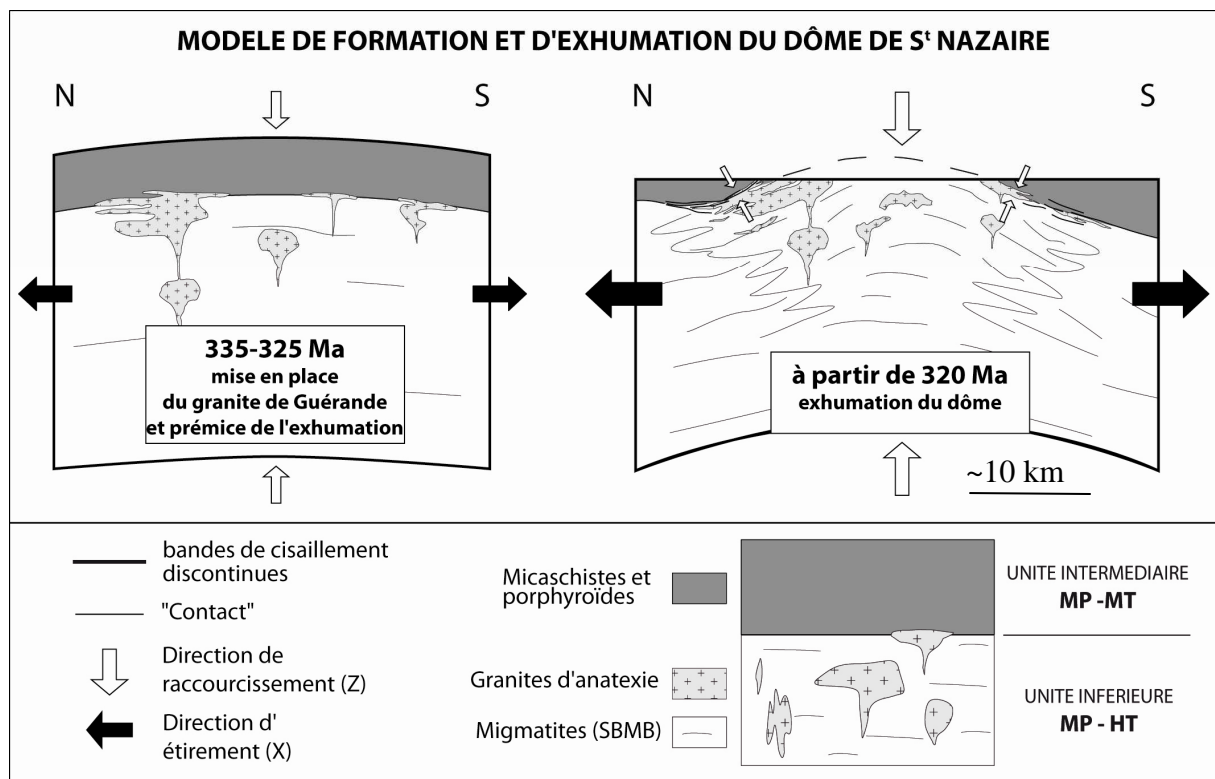 MODELE DE FORMATION ET D'EXHUMATION DU DÔME DE Sᵗ NAZAIRE
N
S
N
S
335-325 Ma
mise en place
du granite de Guérande
et prémice de l'exhumation
à partir de 320 Ma
exhumation du dôme
~10 km
bandes de cisaillement
discontinues
"Contact"
Direction de
raccourcissement (Z)
Direction d'
étirement (X)
Micaschistes et
porphyroïdes
Granites d'anatexie
Migmatites (SBMB)
UNITE INTERMEDIAIRE
MP -MT
UNITE INFERIEURE
MP - HT